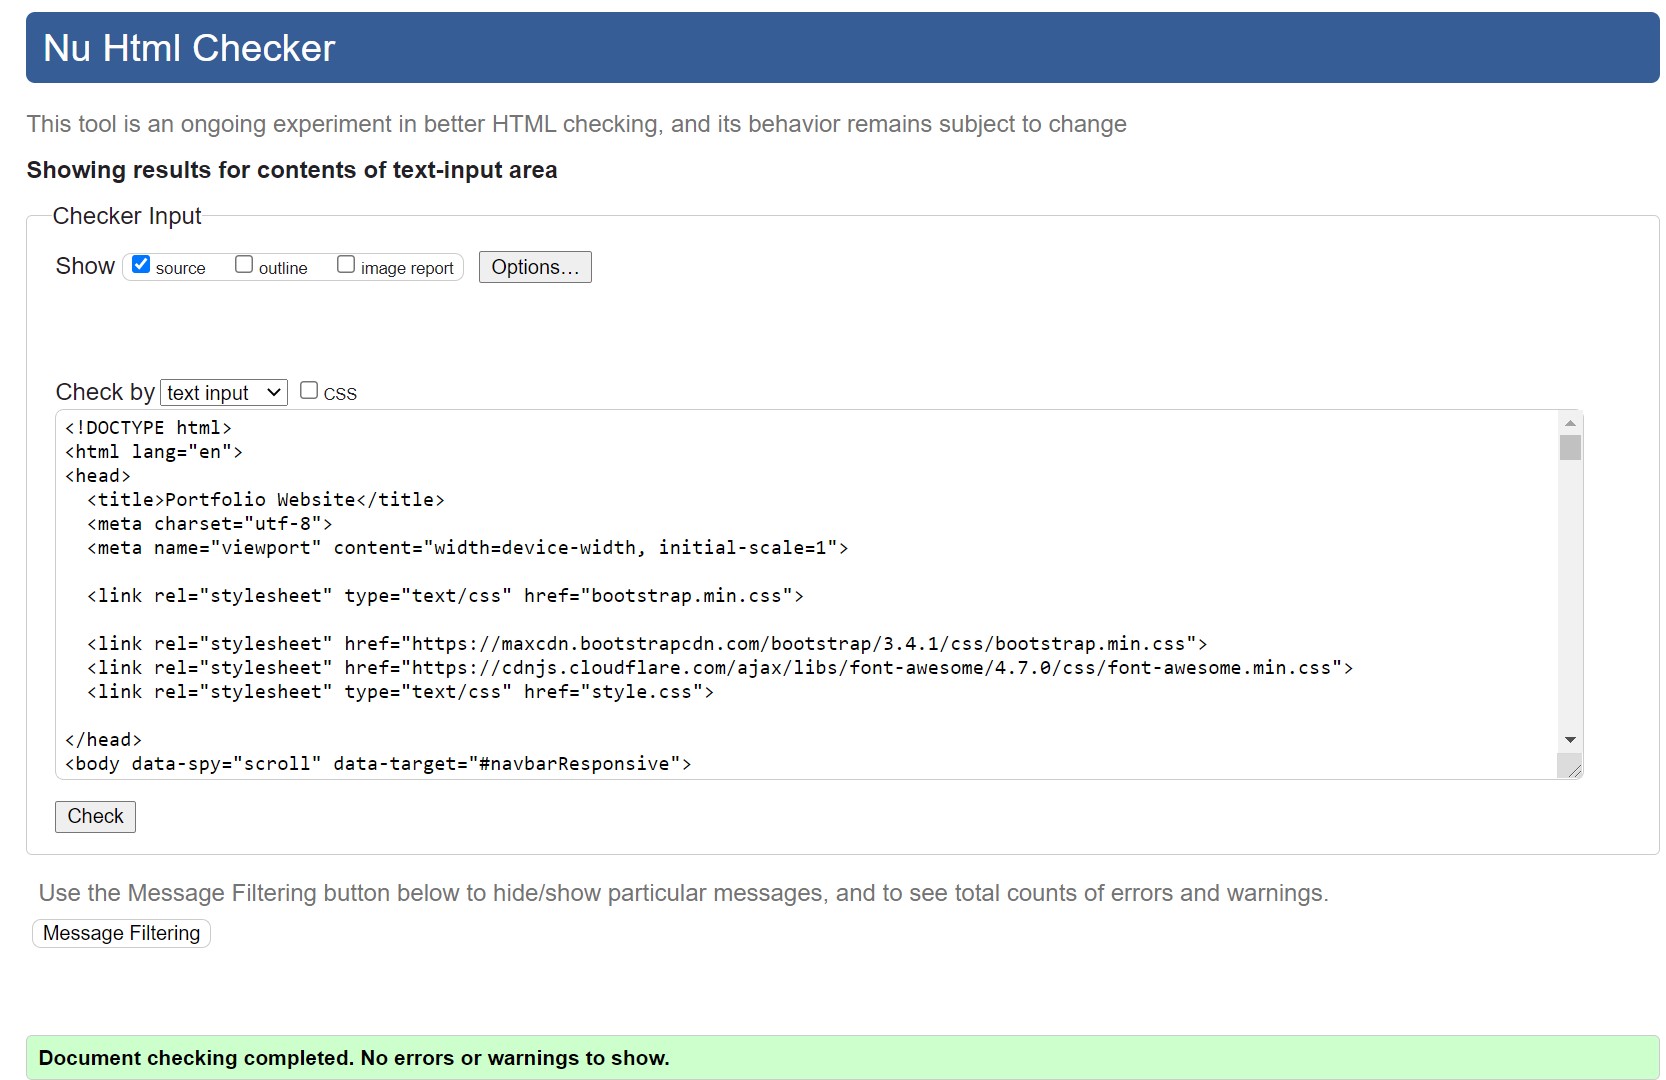 Nu Html Checker
This tool is an ongoing experiment in better HTML checking, and its behavior remains subject to change
Showing results for contents of text-input area
Checker Input
Show source outline image report Options…
Check by text input CSS
<!DOCTYPE html>
<html lang="en">
<head>
  <title>Portfolio Website</title>
  <meta charset="utf-8">
  <meta name="viewport" content="width=device-width, initial-scale=1">
  <link rel="stylesheet" type="text/css" href="bootstrap.min.css">
  <link rel="stylesheet" href="https://maxcdn.bootstrapcdn.com/bootstrap/3.4.1/css/bootstrap.min.css">
  <link rel="stylesheet" href="https://cdnjs.cloudflare.com/ajax/libs/font-awesome/4.7.0/css/font-awesome.min.css">
  <link rel="stylesheet" type="text/css" href="style.css">
</head>
<body data-spy="scroll" data-target="#navbarResponsive">
Check
Use the Message Filtering button below to hide/show particular messages, and to see total counts of errors and warnings.
Message Filtering
Document checking completed. No errors or warnings to show.